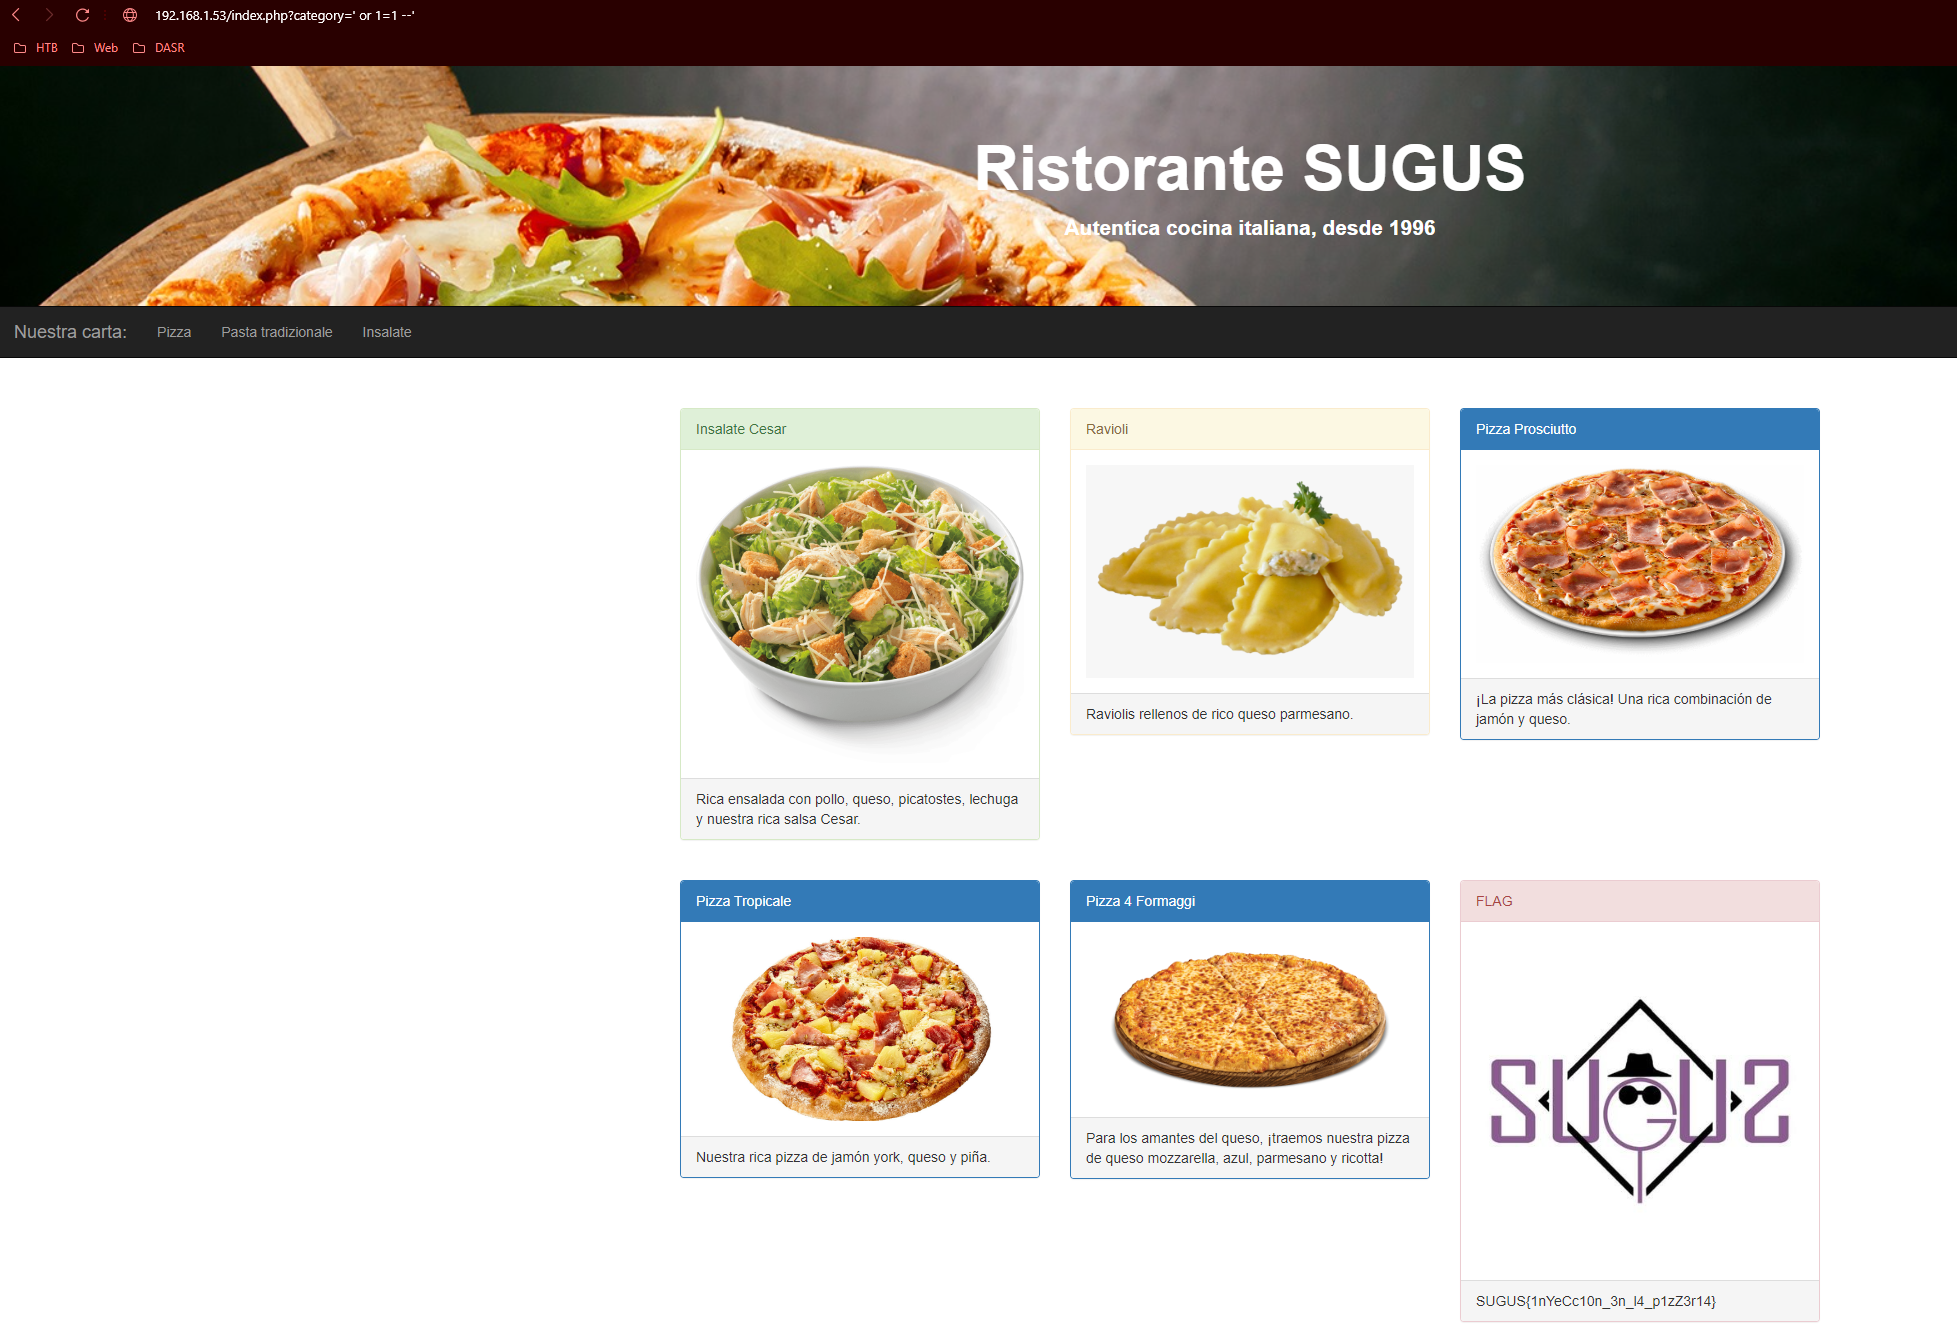 192.168.1.53/index.php?category=' or 1=1 --'
HTB Web DASR
Ristorante SUGUS
Autentica cocina italiana, desde 1996
Nuestra carta: Pizza Pasta tradizionale Insalate
Insalate Cesar
Rica ensalada con pollo, queso, picatostes, lechuga
y nuestra rica salsa Cesar.
Ravioli
Raviolis rellenos de rico queso parmesano.
Pizza Prosciutto
¡La pizza más clásica! Una rica combinación de
jamón y queso.
Pizza Tropicale
Nuestra rica pizza de jamón york, queso y piña.
Pizza 4 Formaggi
Para los amantes del queso, ¡traemos nuestra pizza
de queso mozzarella, azul, parmesano y ricotta!
FLAG
SUGUS
SUGUS{1nYeCc10n_3n_l4_p1zZ3r14}